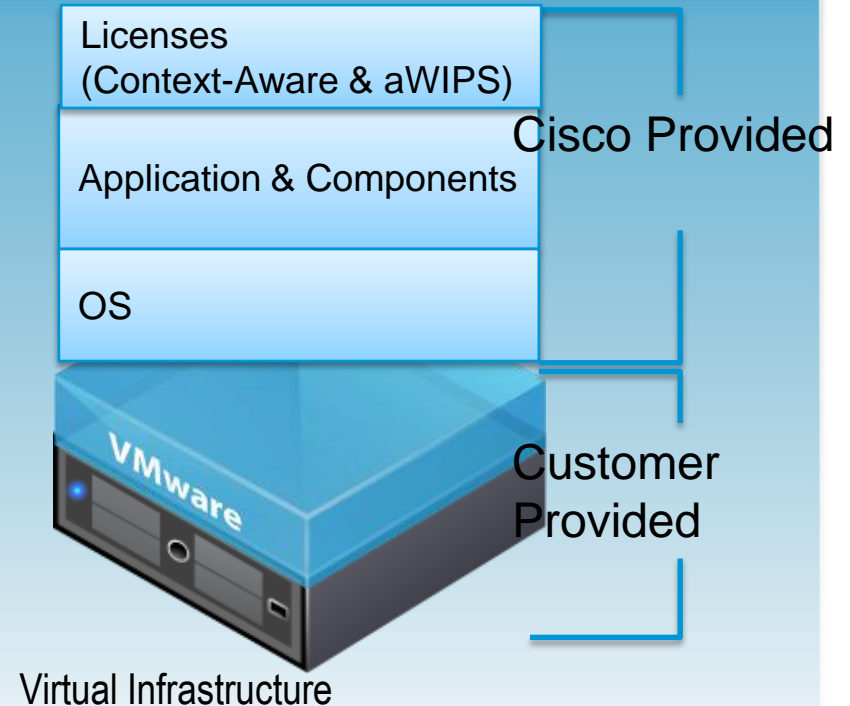 Licenses
(Context-Aware & aWIPS)
Cisco Provided
Application & Components
OS
VMware
Customer
Provided
Virtual Infrastructure